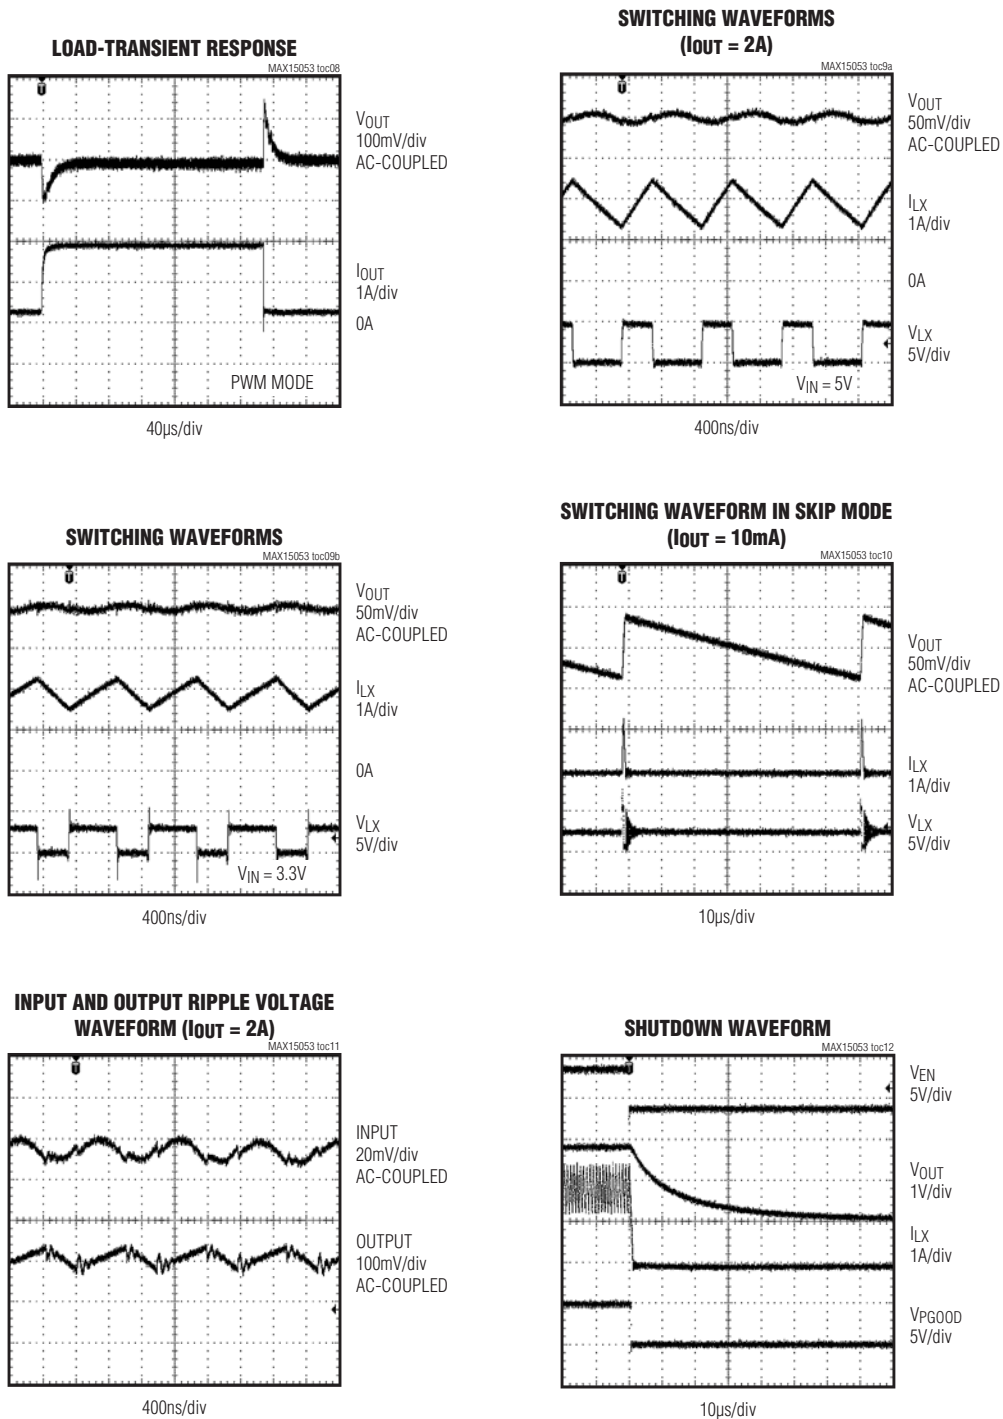 LOAD-TRANSIENT RESPONSE
MAX15053 toc08
VOUT
100mV/div
AC-COUPLED
IOUT
1A/div
0A
PWM MODE
40µs/div
SWITCHING WAVEFORMS
(IOUT = 2A)
MAX15053 toc9a
VOUT
50mV/div
AC-COUPLED
ILX
1A/div
0A
VLX
5V/div
VIN = 5V
400ns/div
SWITCHING WAVEFORMS
MAX15053 toc09b
VOUT
50mV/div
AC-COUPLED
ILX
1A/div
0A
VLX
5V/div
VIN = 3.3V
400ns/div
SWITCHING WAVEFORM IN SKIP MODE
(IOUT = 10mA)
MAX15053 toc10
VOUT
50mV/div
AC-COUPLED
ILX
1A/div
VLX
5V/div
10µs/div
INPUT AND OUTPUT RIPPLE VOLTAGE
WAVEFORM (IOUT = 2A)
MAX15053 toc11
INPUT
20mV/div
AC-COUPLED
OUTPUT
100mV/div
AC-COUPLED
400ns/div
SHUTDOWN WAVEFORM
MAX15053 toc12
VEN
5V/div
VOUT
1V/div
ILX
1A/div
VPGOOD
5V/div
10µs/div